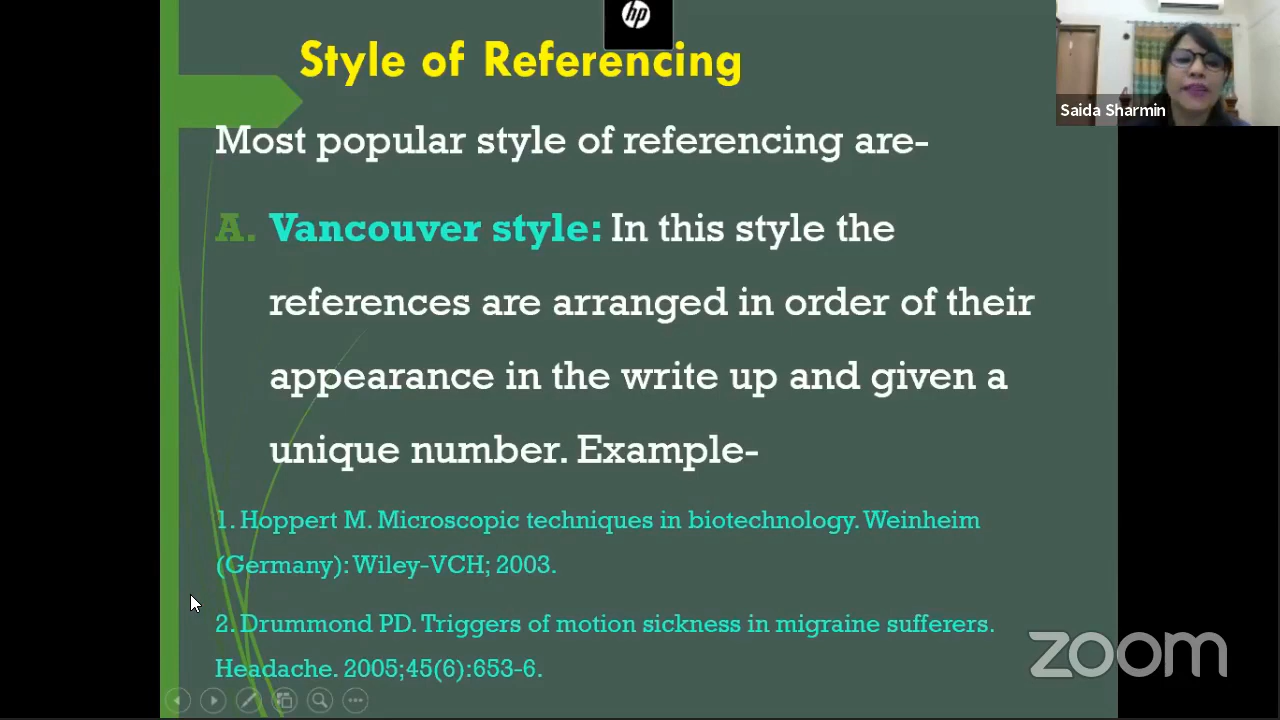 hp
Style of Referencing
Saida Sharmin
Most popular style of referencing are-
A. Vancouver style: In this style the
references are arranged in order of their
appearance in the write up and given a
unique number. Example-
1. Hoppert M. Microscopic techniques in biotechnology. Weinheim
(Germany): Wiley-VCH; 2003.
2. Drummond PD. Triggers of motion sickness in migraine sufferers.
Headache. 2005;45(6):653-6.
zoom